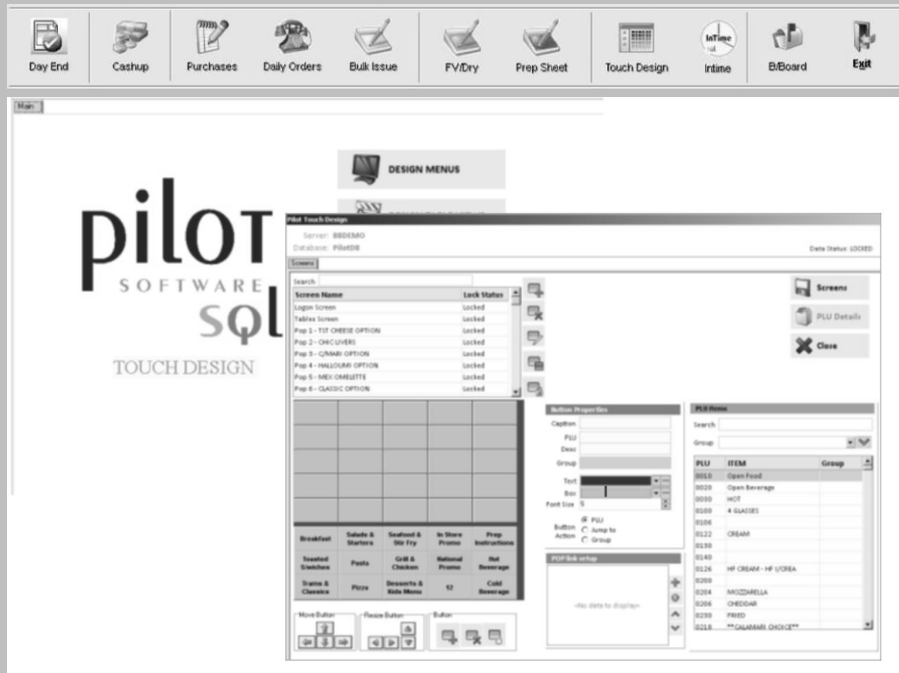 Day End Cashup Purchases Daily Orders Bulk Issue FV/Dry Prep Sheet Touch Design Intime B/Board Exit
InTime
Main
DESIGN MENUS
pilot
SOFTWARE
sql
TOUCH DESIGN
Pilot Touch Design
Server: BBDEMO
Database: PilotDB
Data Status: LOCKED
Screens
Search
Screen Name Lock Status
Logon Screen Locked
Tables Screen Locked
Pop 1 - TST CHEESE OPTION Locked
Pop 2 - CHIC LIVERS Locked
Pop 3 - C/MARI OPTION Locked
Pop 4 - HALLOUMI OPTION Locked
Pop 5 - MEX OMELETTE Locked
Pop 6 - CLASSIC OPTION Locked
Screens
PLU Details
Close
Breakfast Salads & Starters Seafood & Stir Fry In Store Promo Prep Instructions
Toasted S/wiches Pasta Grill & Chicken National Promo Hot Beverage
Trams & Classics Pizza Desserts & Kids Menu 12 Cold Beverage
Move Button Resize Button Button
Button Properties
Caption
PLU
Desc
Group
Text
Box
Font Size 5
Button Action
PLU
Jump to
Group
POP link setup
<No data to display>
PLU Items
Search
Group
PLU ITEM Group
0010 Open Food
0020 Open Beverage
0030 HOT
0100 4 GLASSES
0106
0122 CREAM
0130
0140
0126 HF CREAM - HF
0200
0204 MOZZARELLA
0206 CHEDDAR
0230 FRIED
0218 **CALAMARI CHOICE**